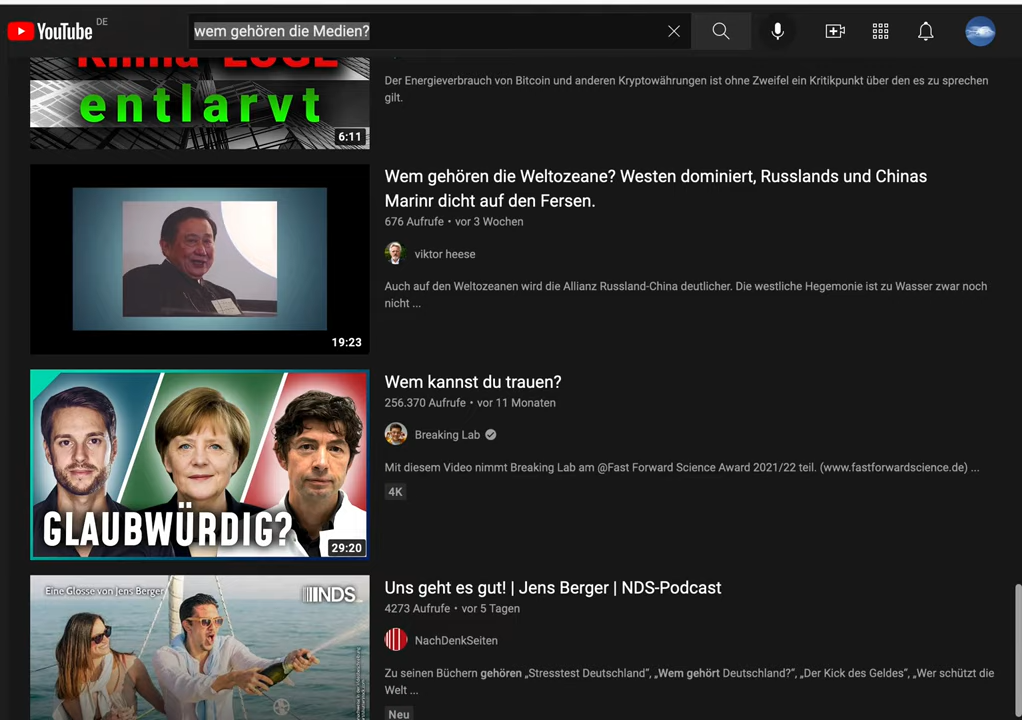 YouTube DE
wem gehören die Medien?
Klima LÜGE
entlarvt
6:11
Der Energieverbrauch von Bitcoin und anderen Kryptowährungen ist ohne Zweifel ein Kritikpunkt über den es zu sprechen
gilt.
Wem gehören die Weltozeane? Westen dominiert, Russlands und Chinas
Marinr dicht auf den Fersen.
676 Aufrufe • vor 3 Wochen
viktor heese
Auch auf den Weltozeanen wird die Allianz Russland-China deutlicher. Die westliche Hegemonie ist zu Wasser zwar noch
nicht ...
19:23
Wem kannst du trauen?
256.370 Aufrufe • vor 11 Monaten
Breaking Lab
Mit diesem Video nimmt Breaking Lab am @Fast Forward Science Award 2021/22 teil. (www.fastforwardscience.de) ...
4K
GLAUBWÜRDIG?
29:20
Eine Glosse von Jens Berger
NDS
Uns geht es gut! | Jens Berger | NDS-Podcast
4273 Aufrufe • vor 5 Tagen
NachDenkSeiten
Zu seinen Büchern gehören „Stresstest Deutschland“, „Wem gehört Deutschland?“, „Der Kick des Geldes“, „Wer schützt die
Welt ...
Neu